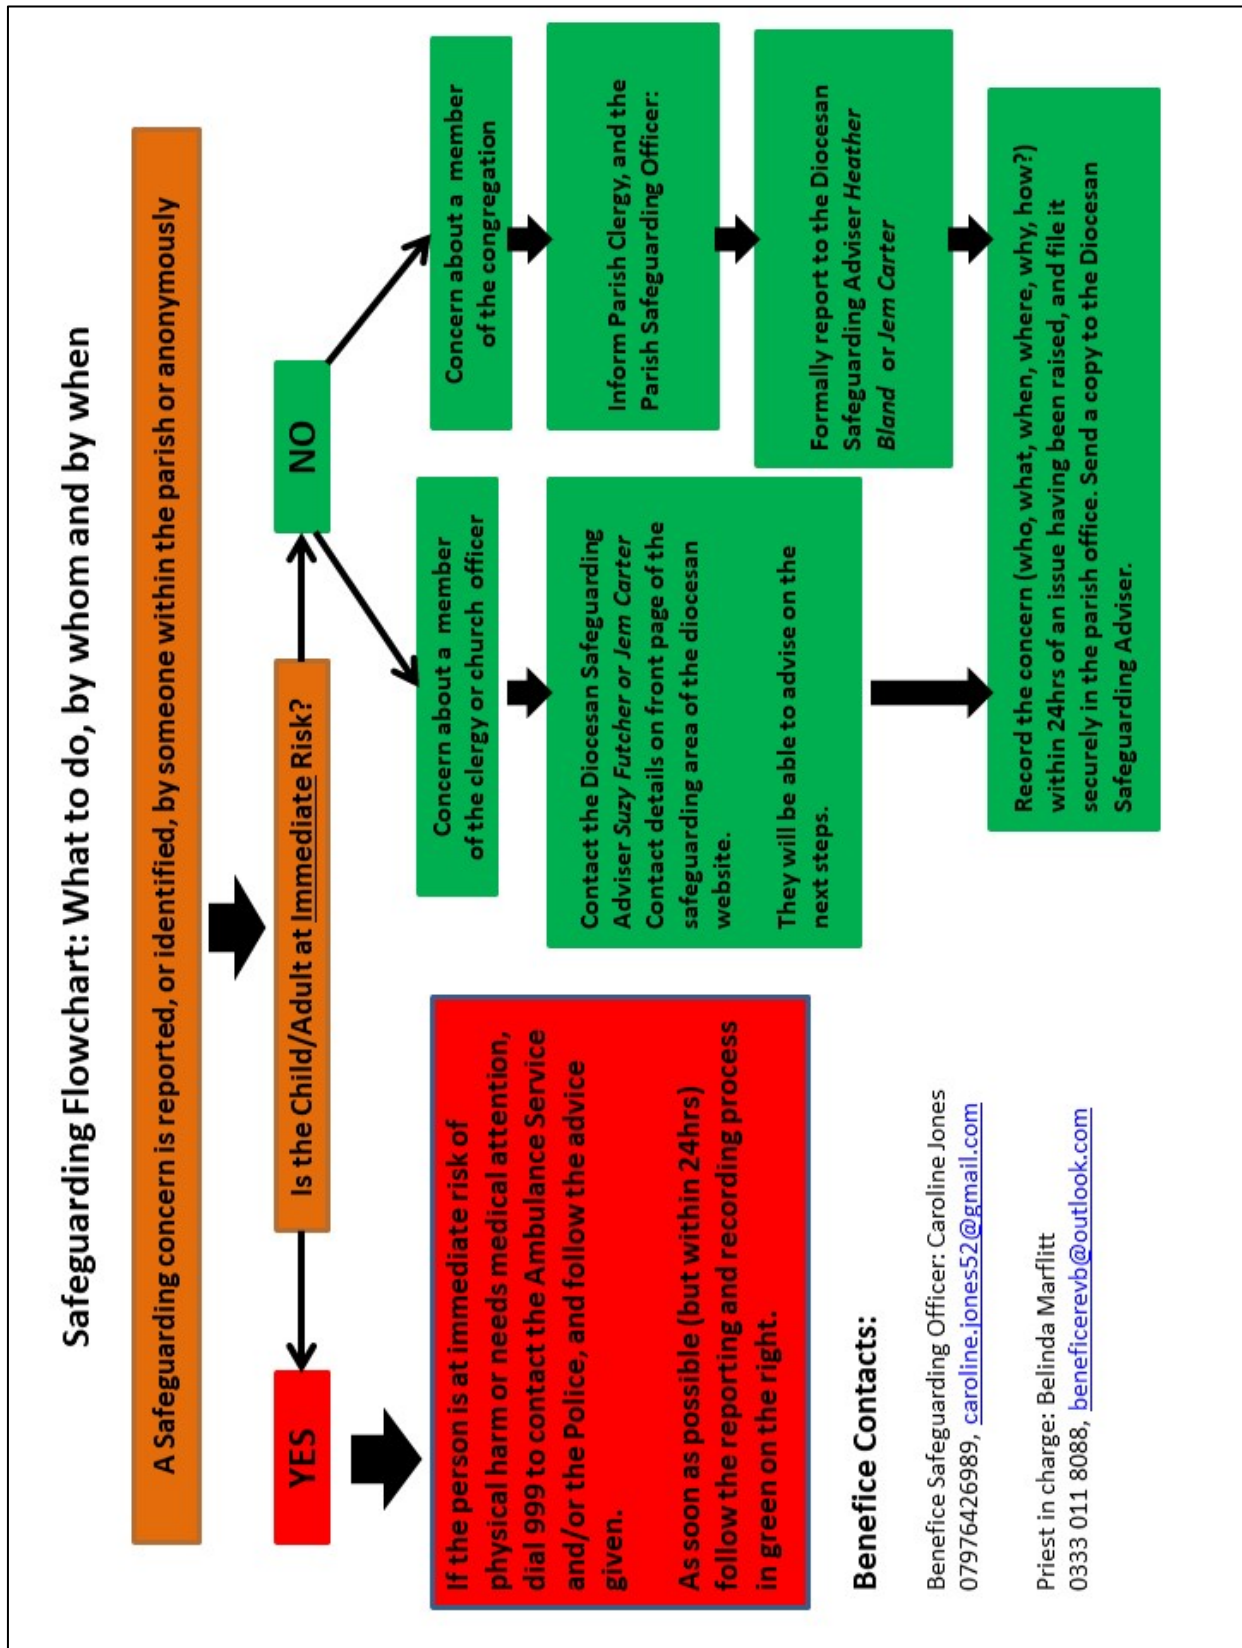 Safeguarding Flowchart: What to do, by whom and by when
A Safeguarding concern is reported, or identified, by someone within the parish or anonymously
YES
Is the Child/Adult at Immediate Risk?
NO
If the person is at immediate risk of
physical harm or needs medical attention,
dial 999 to contact the Ambulance Service
and/or the Police, and follow the advice
given.
As soon as possible (but within 24hrs)
follow the reporting and recording process
in green on the right.
Concern about a member
of the clergy or church officer
Contact the Diocesan Safeguarding
Adviser Suzy Futcher or Jem Carter
Contact details on front page of the
safeguarding area of the diocesan
website.
They will be able to advise on the
next steps.
Concern about a member
of the congregation
Inform Parish Clergy, and the
Parish Safeguarding Officer:
Formally report to the Diocesan
Safeguarding Adviser Heather
Bland or Jem Carter
Record the concern (who, what, when, where, why, how?)
within 24hrs of an issue having been raised, and file it
securely in the parish office. Send a copy to the Diocesan
Safeguarding Adviser.
Benefice Contacts:
Benefice Safeguarding Officer: Caroline Jones
07976426989, caroline.jones52@gmail.com
Priest in charge: Belinda Marflitt
0333 011 8088, beneficerevb@outlook.com